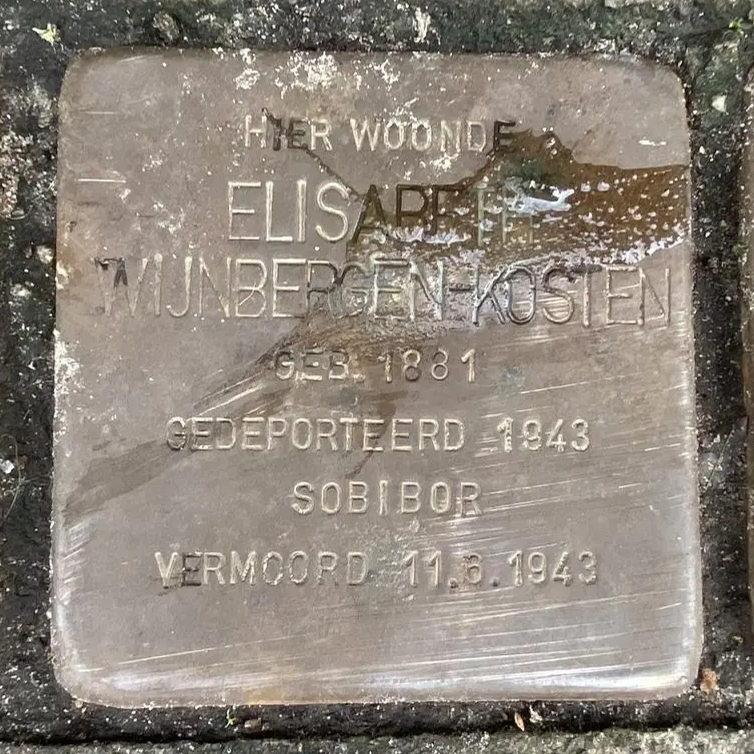 HIER WOONDE
ELISABETH
WIJNBERGEN-KOSTEN
GEB. 1881
GEDEPORTEERD 1943
SOBIBOR
VERMOORD 11.6.1943